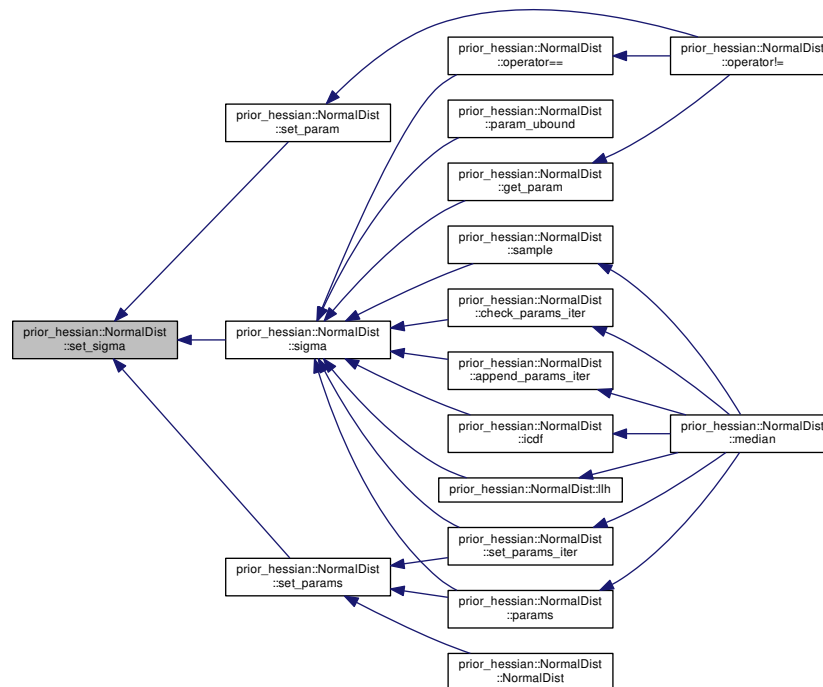 prior_hessian::NormalDist
::set_sigma
prior_hessian::NormalDist
::set_param
prior_hessian::NormalDist
::sigma
prior_hessian::NormalDist
::set_params
prior_hessian::NormalDist
::operator==
prior_hessian::NormalDist
::param_ubound
prior_hessian::NormalDist
::get_param
prior_hessian::NormalDist
::sample
prior_hessian::NormalDist
::check_params_iter
prior_hessian::NormalDist
::append_params_iter
prior_hessian::NormalDist
::icdf
prior_hessian::NormalDist::llh
prior_hessian::NormalDist
::set_params_iter
prior_hessian::NormalDist
::params
prior_hessian::NormalDist
::NormalDist
prior_hessian::NormalDist
::operator!=
prior_hessian::NormalDist
::median